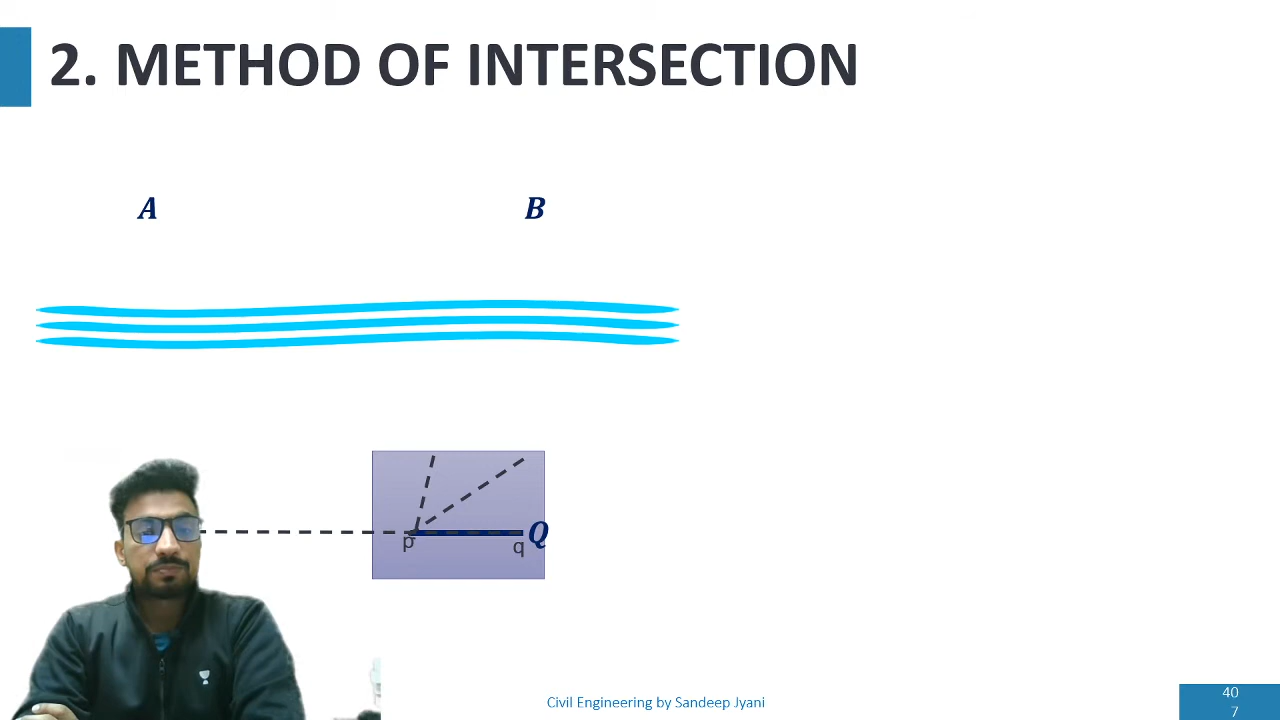 2. METHOD OF INTERSECTION
A B
p q Q
Civil Engineering by Sandeep Jyani
40
7